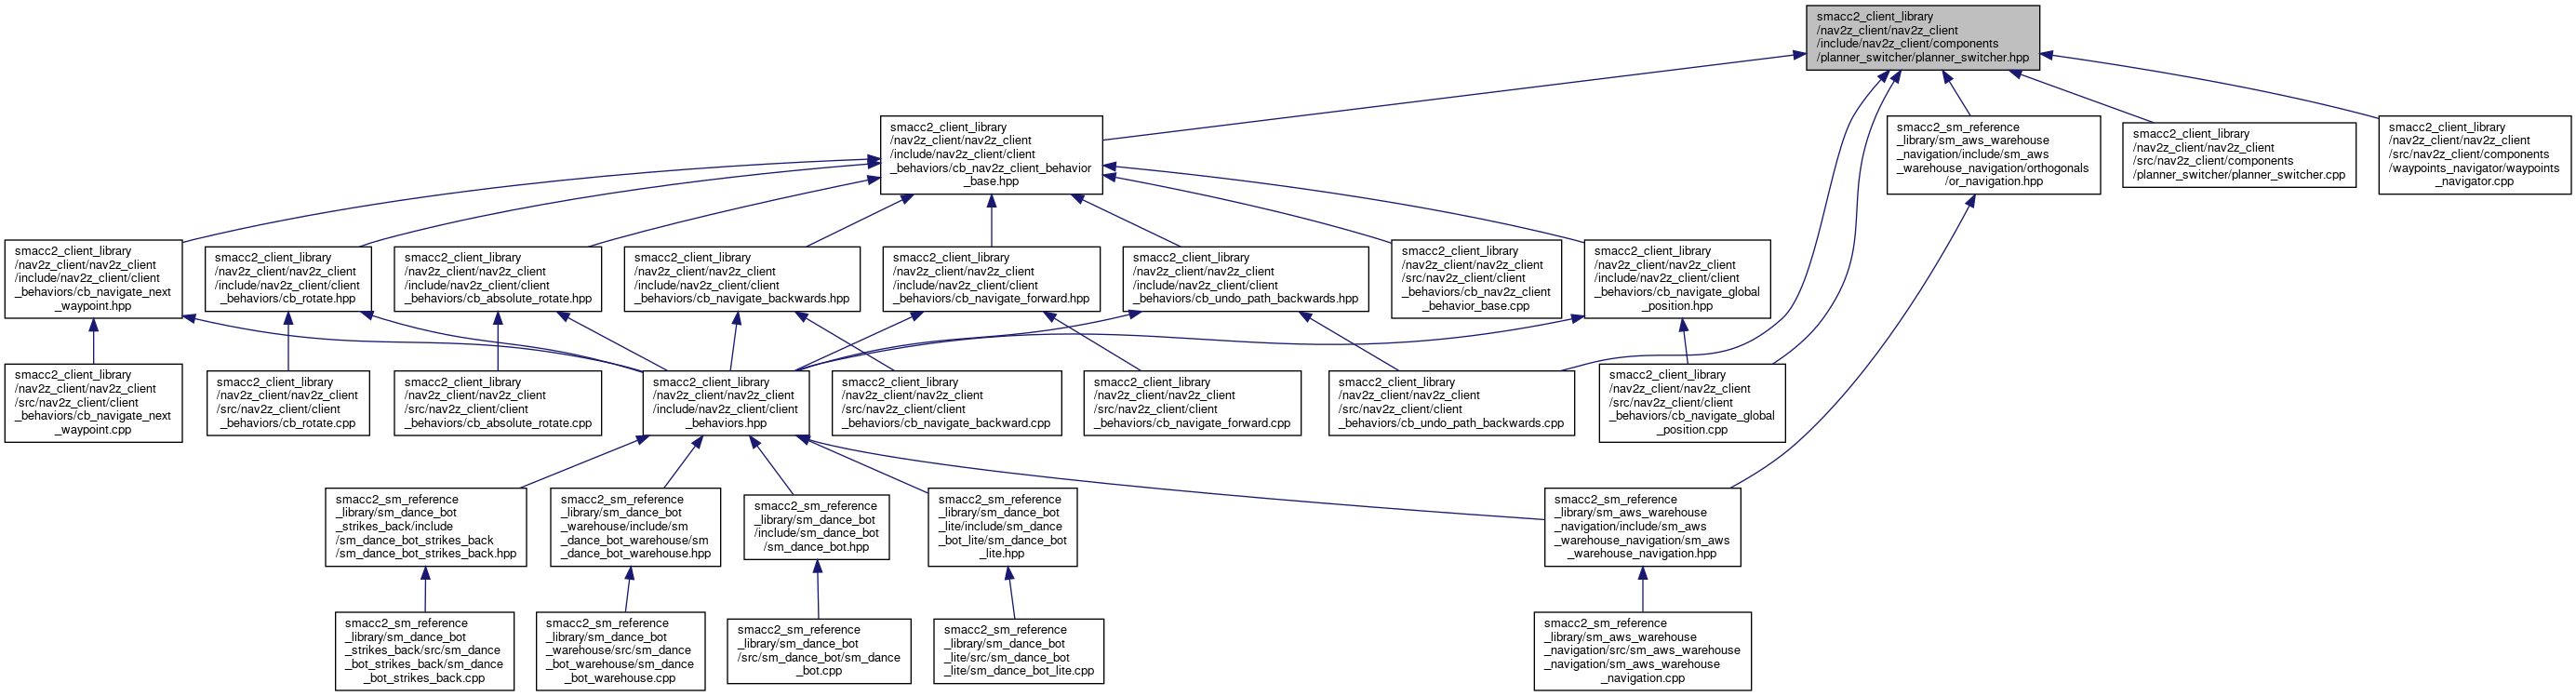 smacc2_client_library
/nav2z_client/nav2z_client
/include/nav2z_client/components
/planner_switcher/planner_switcher.hpp
smacc2_client_library
/nav2z_client/nav2z_client
/include/nav2z_client/client
_behaviors/cb_nav2z_client_behavior
_base.hpp
smacc2_sm_reference
_library/sm_aws_warehouse
_navigation/include/sm_aws
_warehouse_navigation/orthogonals
/or_navigation.hpp
smacc2_client_library
/nav2z_client/nav2z_client
/src/nav2z_client/components
/planner_switcher/planner_switcher.cpp
smacc2_client_library
/nav2z_client/nav2z_client
/src/nav2z_client/components
/waypoints_navigator/waypoints
_navigator.cpp
smacc2_client_library
/nav2z_client/nav2z_client
/include/nav2z_client/client
_behaviors/cb_navigate_next
_waypoint.hpp
smacc2_client_library
/nav2z_client/nav2z_client
/include/nav2z_client/client
_behaviors/cb_rotate.hpp
smacc2_client_library
/nav2z_client/nav2z_client
/include/nav2z_client/client
_behaviors/cb_absolute_rotate.hpp
smacc2_client_library
/nav2z_client/nav2z_client
/include/nav2z_client/client
_behaviors/cb_navigate_backwards.hpp
smacc2_client_library
/nav2z_client/nav2z_client
/include/nav2z_client/client
_behaviors/cb_navigate_forward.hpp
smacc2_client_library
/nav2z_client/nav2z_client
/include/nav2z_client/client
_behaviors/cb_undo_path_backwards.hpp
smacc2_client_library
/nav2z_client/nav2z_client
/src/nav2z_client/client
_behaviors/cb_nav2z_client
_behavior_base.cpp
smacc2_client_library
/nav2z_client/nav2z_client
/include/nav2z_client/client
_behaviors/cb_navigate_global
_position.hpp
smacc2_client_library
/nav2z_client/nav2z_client
/src/nav2z_client/client
_behaviors/cb_navigate_next
_waypoint.cpp
smacc2_client_library
/nav2z_client/nav2z_client
/src/nav2z_client/client
_behaviors/cb_rotate.cpp
smacc2_client_library
/nav2z_client/nav2z_client
/src/nav2z_client/client
_behaviors/cb_absolute_rotate.cpp
smacc2_client_library
/nav2z_client/nav2z_client
/include/nav2z_client/client
_behaviors.hpp
smacc2_client_library
/nav2z_client/nav2z_client
/src/nav2z_client/client
_behaviors/cb_navigate_backward.cpp
smacc2_client_library
/nav2z_client/nav2z_client
/src/nav2z_client/client
_behaviors/cb_navigate_forward.cpp
smacc2_client_library
/nav2z_client/nav2z_client
/src/nav2z_client/client
_behaviors/cb_undo_path_backwards.cpp
smacc2_client_library
/nav2z_client/nav2z_client
/src/nav2z_client/client
_behaviors/cb_navigate_global
_position.cpp
smacc2_sm_reference
_library/sm_dance_bot
_strikes_back/include
/sm_dance_bot_strikes_back
/sm_dance_bot_strikes_back.hpp
smacc2_sm_reference
_library/sm_dance_bot
_warehouse/include/sm
_dance_bot_warehouse/sm
_dance_bot_warehouse.hpp
smacc2_sm_reference
_library/sm_dance_bot
/include/sm_dance_bot
/sm_dance_bot.hpp
smacc2_sm_reference
_library/sm_dance_bot
_lite/include/sm_dance
_bot_lite/sm_dance_bot
_lite.hpp
smacc2_sm_reference
_library/sm_aws_warehouse
_navigation/include/sm_aws
_warehouse_navigation/sm_aws
_warehouse_navigation.hpp
smacc2_sm_reference
_library/sm_dance_bot
_strikes_back/src/sm_dance
_bot_strikes_back/sm_dance
_bot_strikes_back.cpp
smacc2_sm_reference
_library/sm_dance_bot
_warehouse/src/sm_dance
_bot_warehouse/sm_dance
_bot_warehouse.cpp
smacc2_sm_reference
_library/sm_dance_bot
/src/sm_dance_bot/sm_dance
_bot.cpp
smacc2_sm_reference
_library/sm_dance_bot
_lite/src/sm_dance_bot
_lite/sm_dance_bot_lite.cpp
smacc2_sm_reference
_library/sm_aws_warehouse
_navigation/src/sm_aws_warehouse
_navigation/sm_aws_warehouse
_navigation.cpp